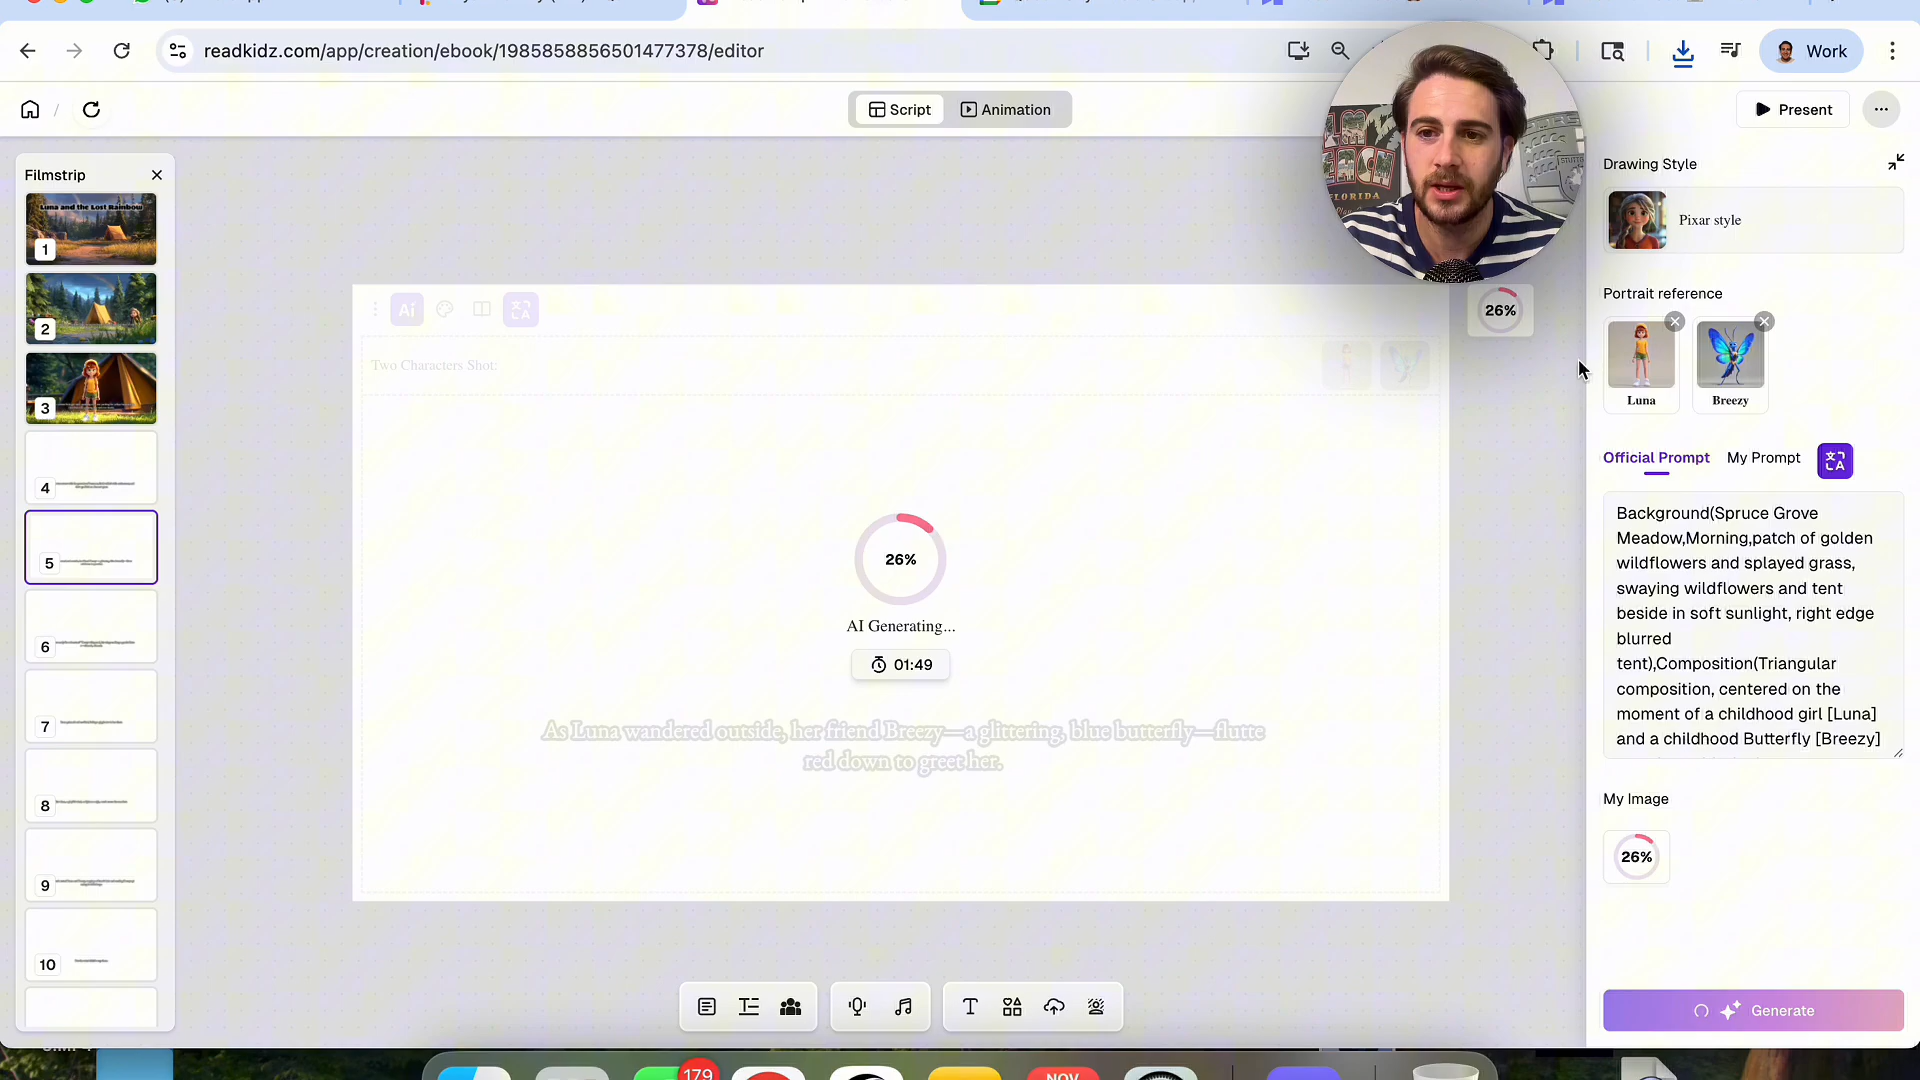 readkidz.com/app/creation/ebook/1985858856501477378/editor
Work
/
Script
Animation
Present
Filmstrip
Luna and the Lost Rainbow
1
2
3
4
5
6
7
8
9
10
Ai
Two Characters Shot:
26%
26%
AI Generating...
01:49
As Luna wandered outside, her friend Breezy—a glittering, blue butterfly—flutte
red down to greet her.
FLORIDA
Drawing Style
Pixar style
Portrait reference
Luna
Breezy
Official Prompt
My Prompt
Background(Spruce Grove
Meadow,Morning,patch of golden
wildflowers and splayed grass,
swaying wildflowers and tent
beside in soft sunlight, right edge
blurred
tent),Composition(Triangular
composition, centered on the
moment of a childhood girl [Luna]
and a childhood Butterfly [Breezy]
My Image
26%
Generate
179
NOV